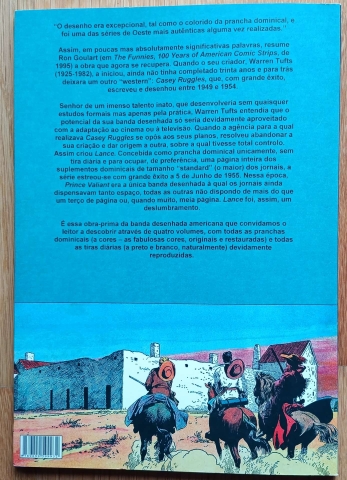 "O desenho era excepcional, tal como o colorido da prancha dominical, e
foi uma das séries de Oeste mais autênticas alguma vez realizadas."
Assim, em poucas mas absolutamente significativas palavras, resume
Ron Goulart (em The Funnies, 100 Years of American Comic Strips, de
1995) a obra que agora se recupera. Quando o seu criador, Warren Tufts
(1925-1982), a iniciou, ainda não tinha completado trinta anos e para trás
deixara um outro "western": Casey Ruggles, que, com grande êxito,
escreveu e desenhou entre 1949 e 1954.
Senhor de um imenso talento inato, que desenvolveria sem quaisquer
estudos formais mas apenas pela prática, Warren Tufts entendia que o
potencial da sua banda desenhada só seria devidamente aproveitado
com a adaptação ao cinema ou à televisão. Quando a agência para a qual
realizava Casey Ruggles se opôs aos seus planos, resolveu abandonar a
sua criação e dar origem a outra, sobre a qual tivesse total controlo.
Assim criou Lance. Concebida como prancha dominical unicamente, sem
tira diária e para ocupar, de preferência, uma página inteira dos
suplementos dominicais de tamanho "standard" (o maior) dos jornais, a
série estreou-se com grande êxito a 5 de Junho de 1955. Nessa época,
Prince Valiant era a única banda desenhada à qual os jornais ainda
dispensavam tanto espaço, todas as outras não dispondo de mais do que
um terço de página ou, quando muito, meia página. Lance foi, assim, um
deslumbramento.
É essa obra-prima da banda desenhada americana que convidamos o
leitor a descobrir através de quatro volumes, com todas as pranchas
dominicais (a cores – as fabulosas cores, originais e restauradas) e todas
as tiras diárias (a preto e branco, naturalmente) devidamente
reproduzidas.